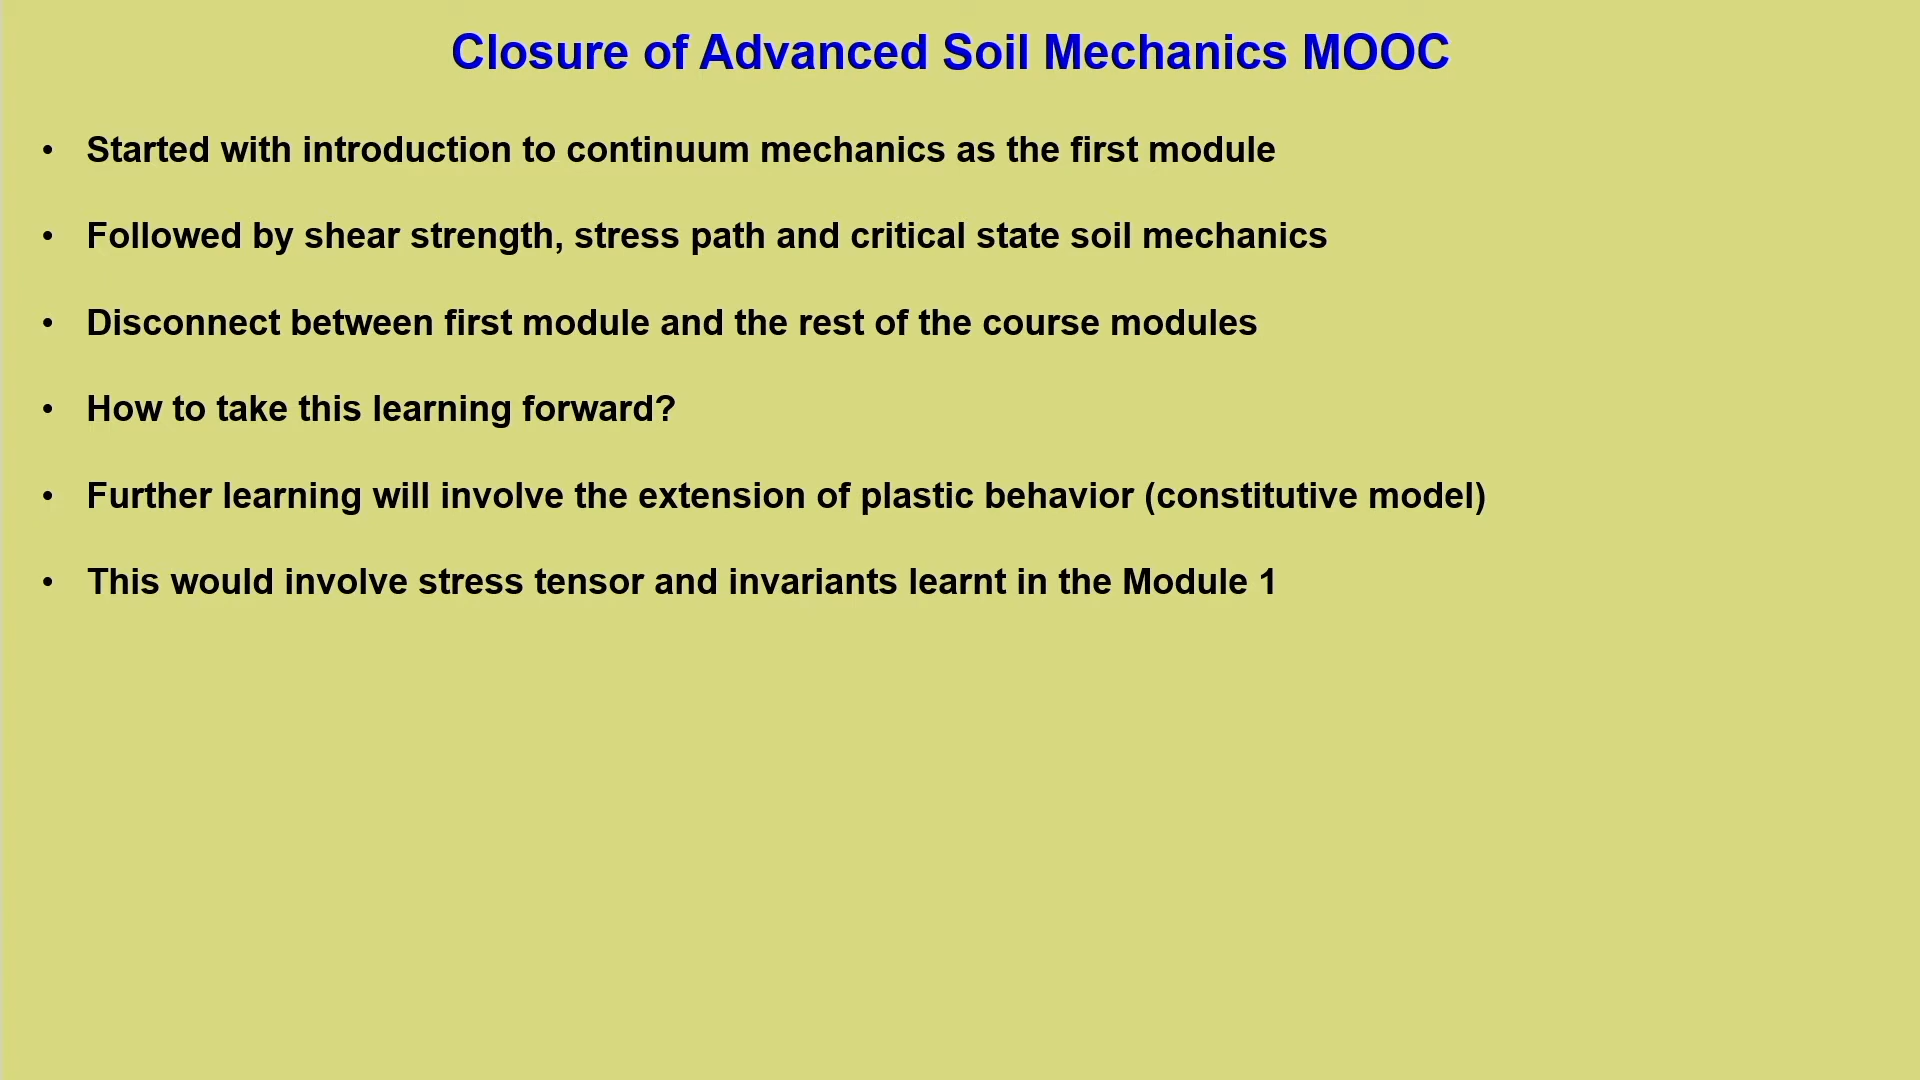 Closure of Advanced Soil Mechanics MOOC
• Started with introduction to continuum mechanics as the first module
• Followed by shear strength, stress path and critical state soil mechanics
• Disconnect between first module and the rest of the course modules
• How to take this learning forward?
• Further learning will involve the extension of plastic behavior (constitutive model)
• This would involve stress tensor and invariants learnt in the Module 1